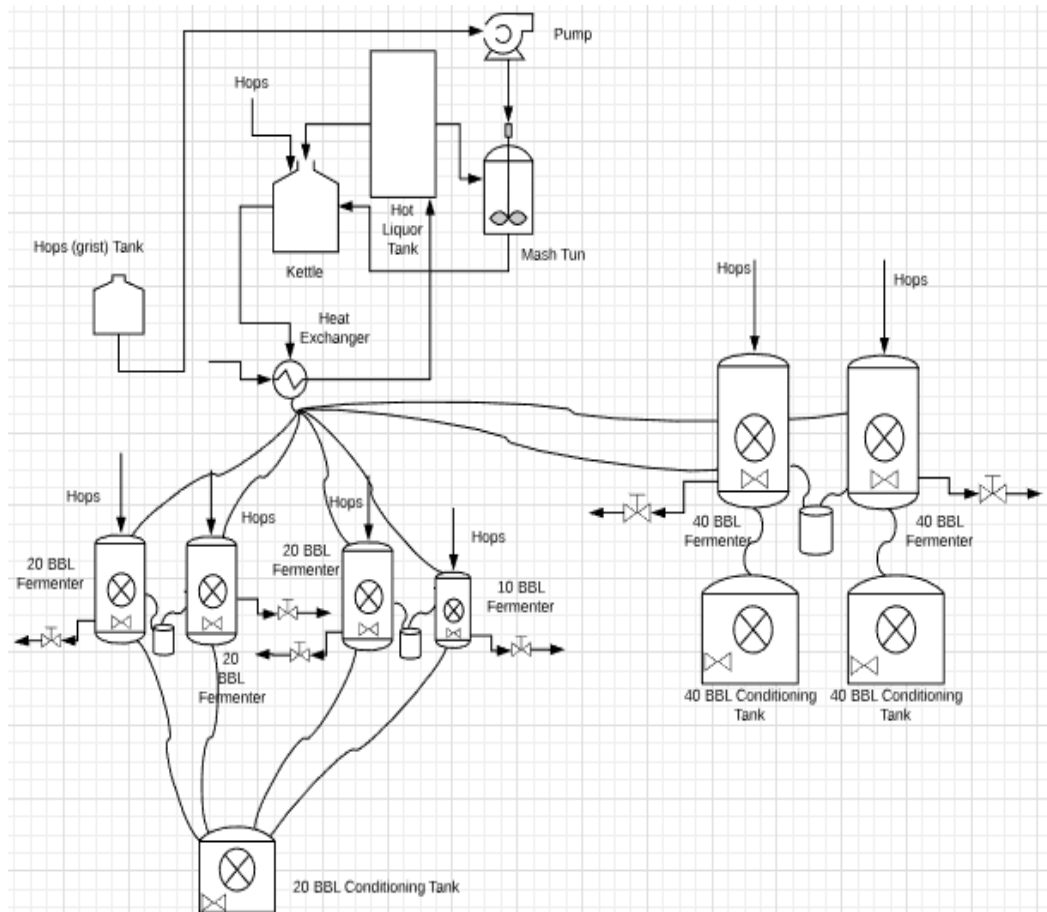 Pump
Hops
Hot
Liquor
Tank
Mash Tun
Hops (grist) Tank
Kettle
Heat
Exchanger
Hops
Hops
Hops
Hops
Hops
Hops
20 BBL
Fermenter
20 BBL
Fermenter
10 BBL
Fermenter
20
BBL
Fermenter
40 BBL
Fermenter
40 BBL
Fermenter
40 BBL Conditioning
Tank
40 BBL Conditioning
Tank
20 BBL Conditioning Tank